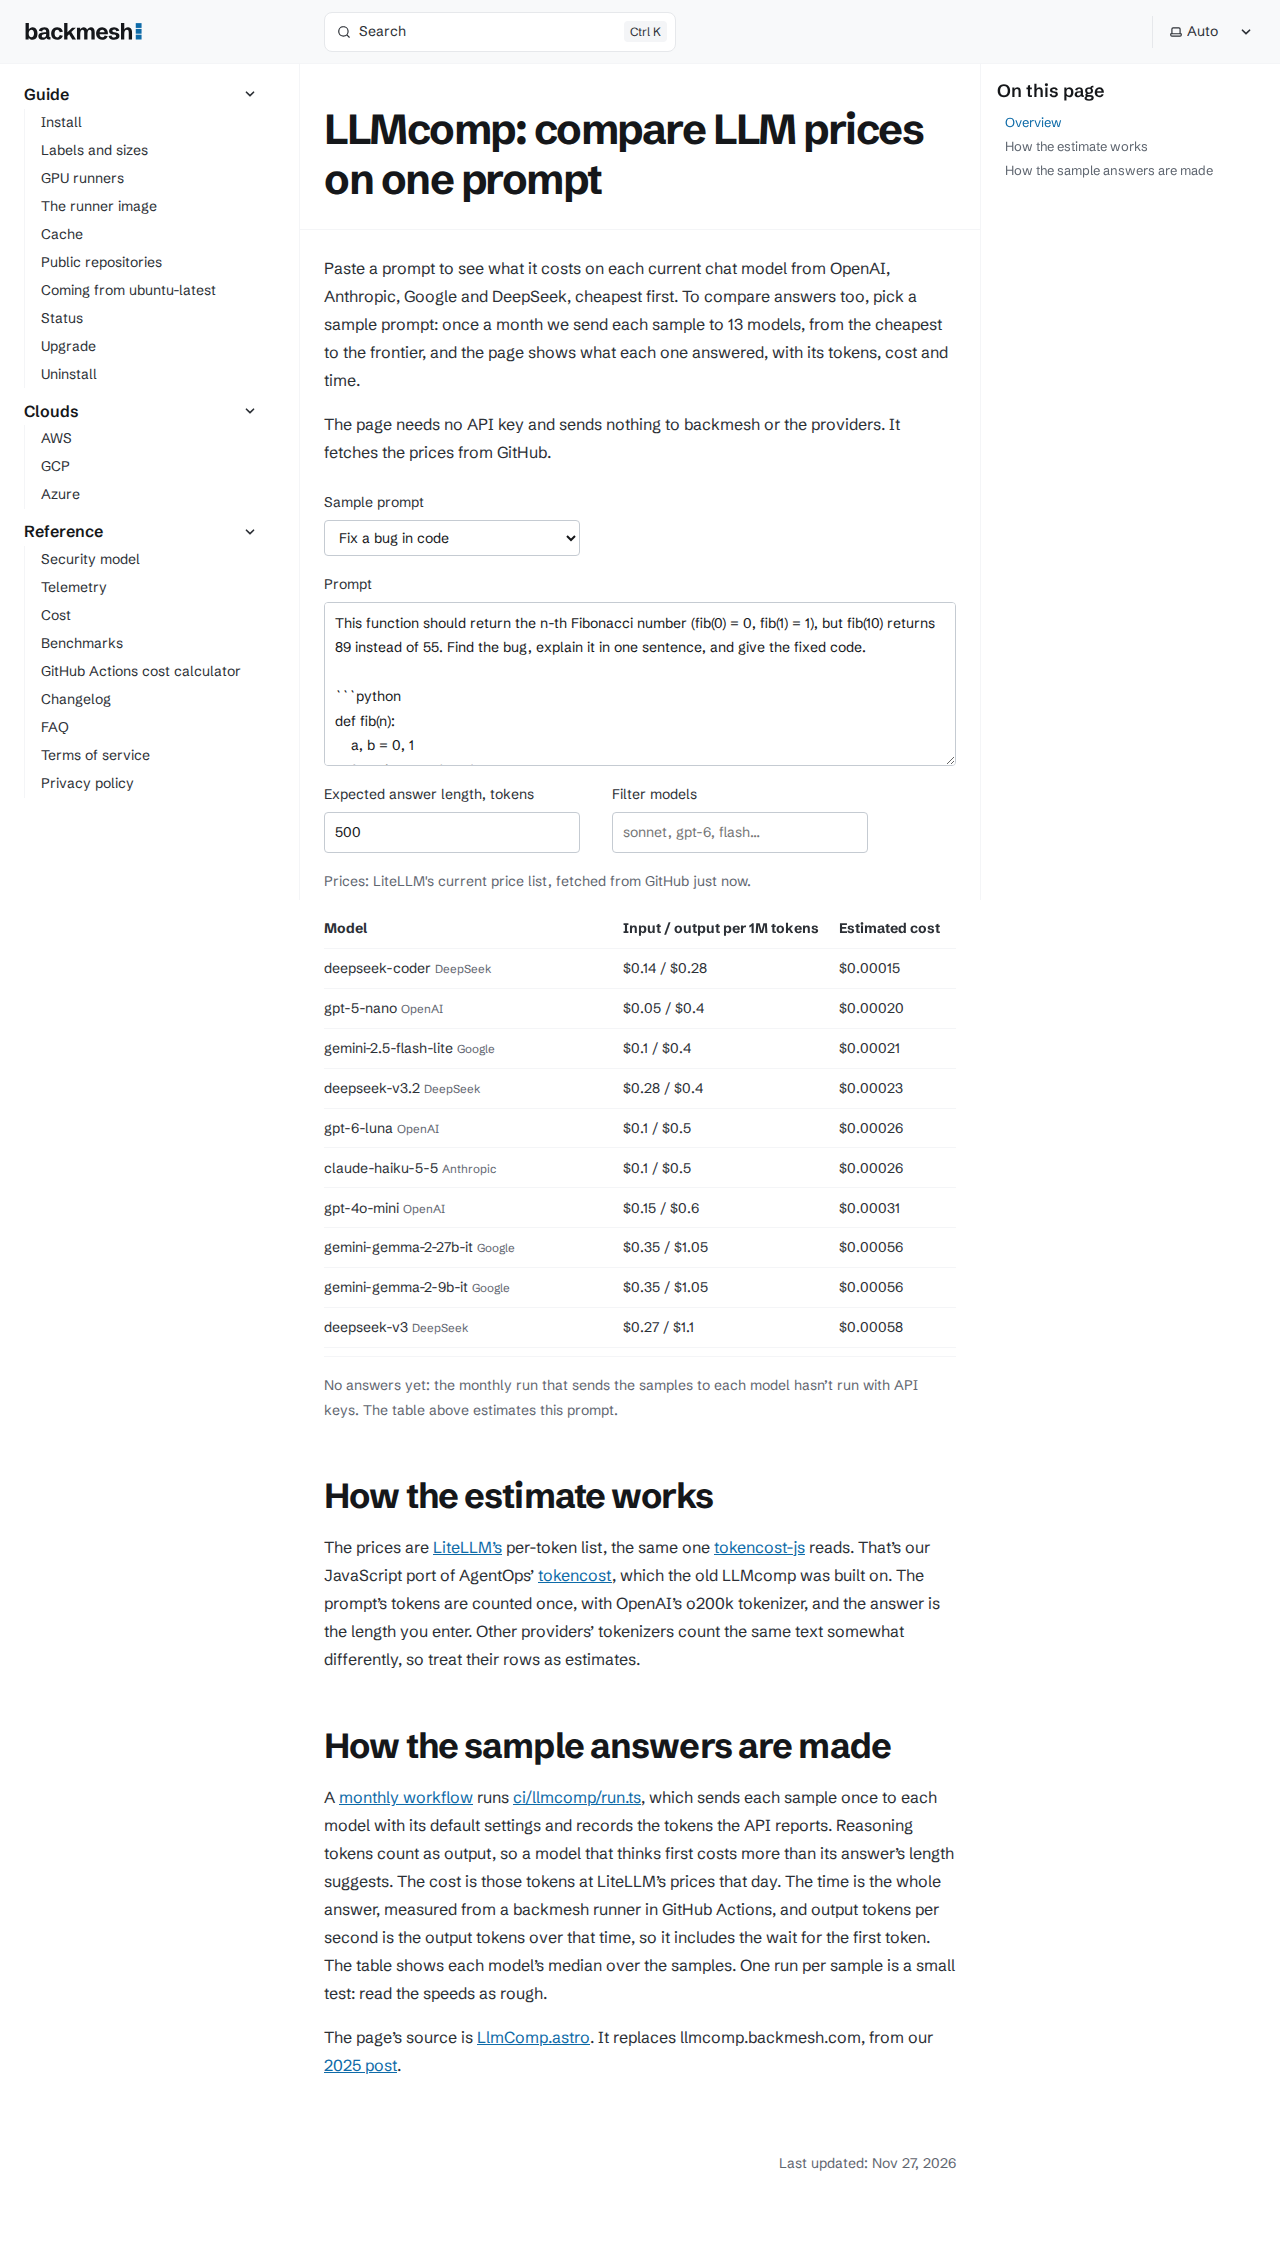 backmesh
Search
Ctrl K
Auto
Guide
Install
Labels and sizes
GPU runners
The runner image
Cache
Public repositories
Coming from ubuntu-latest
Status
Upgrade
Uninstall
Clouds
AWS
GCP
Azure
Reference
Security model
Telemetry
Cost
Benchmarks
GitHub Actions cost calculator
Changelog
FAQ
Terms of service
Privacy policy
LLMcomp: compare LLM prices
on one prompt
Paste a prompt to see what it costs on each current chat model from OpenAI,
Anthropic, Google and DeepSeek, cheapest first. To compare answers too, pick a
sample prompt: once a month we send each sample to 13 models, from the cheapest
to the frontier, and the page shows what each one answered, with its tokens, cost and
time.
The page needs no API key and sends nothing to backmesh or the providers. It
fetches the prices from GitHub.
Sample prompt
Fix a bug in code
Prompt
This function should return the n-th Fibonacci number (fib(0) = 0, fib(1) = 1), but fib(10) returns
89 instead of 55. Find the bug, explain it in one sentence, and give the fixed code.
```python
def fib(n):
a, b = 0, 1
Expected answer length, tokens
Filter models
500
sonnet, gpt-6, flash...
Prices: LiteLLM's current price list, fetched from GitHub just now.
Model Input / output per 1M tokens Estimated cost
deepseek-coder DeepSeek $0.14 / $0.28 $0.00015
gpt-5-nano OpenAI $0.05 / $0.4 $0.00020
gemini-2.5-flash-lite Google $0.1 / $0.4 $0.00021
deepseek-v3.2 DeepSeek $0.28 / $0.4 $0.00023
gpt-6-luna OpenAI $0.1 / $0.5 $0.00026
claude-haiku-5-5 Anthropic $0.1 / $0.5 $0.00026
gpt-4o-mini OpenAI $0.15 / $0.6 $0.00031
gemini-gemma-2-27b-it Google $0.35 / $1.05 $0.00056
gemini-gemma-2-9b-it Google $0.35 / $1.05 $0.00056
deepseek-v3 DeepSeek $0.27 / $1.1 $0.00058
No answers yet: the monthly run that sends the samples to each model hasn't run with API
keys. The table above estimates this prompt.
How the estimate works
The prices are LiteLLM's per-token list, the same one tokencost-js reads. That's our
JavaScript port of AgentOps' tokencost, which the old LLMcomp was built on. The
prompt's tokens are counted once, with OpenAI's o200k tokenizer, and the answer is
the length you enter. Other providers' tokenizers count the same text somewhat
differently, so treat their rows as estimates.
How the sample answers are made
A monthly workflow runs ci/llmcomp/run.ts, which sends each sample once to each
model with its default settings and records the tokens the API reports. Reasoning
tokens count as output, so a model that thinks first costs more than its answer's length
suggests. The cost is those tokens at LiteLLM's prices that day. The time is the whole
answer, measured from a backmesh runner in GitHub Actions, and output tokens per
second is the output tokens over that time, so it includes the wait for the first token.
The table shows each model's median over the samples. One run per sample is a small
test: read the speeds as rough.
The page's source is LlmComp.astro. It replaces llmcomp.backmesh.com, from our
2025 post.
Last updated: Nov 27, 2026
On this page
Overview
How the estimate works
How the sample answers are made